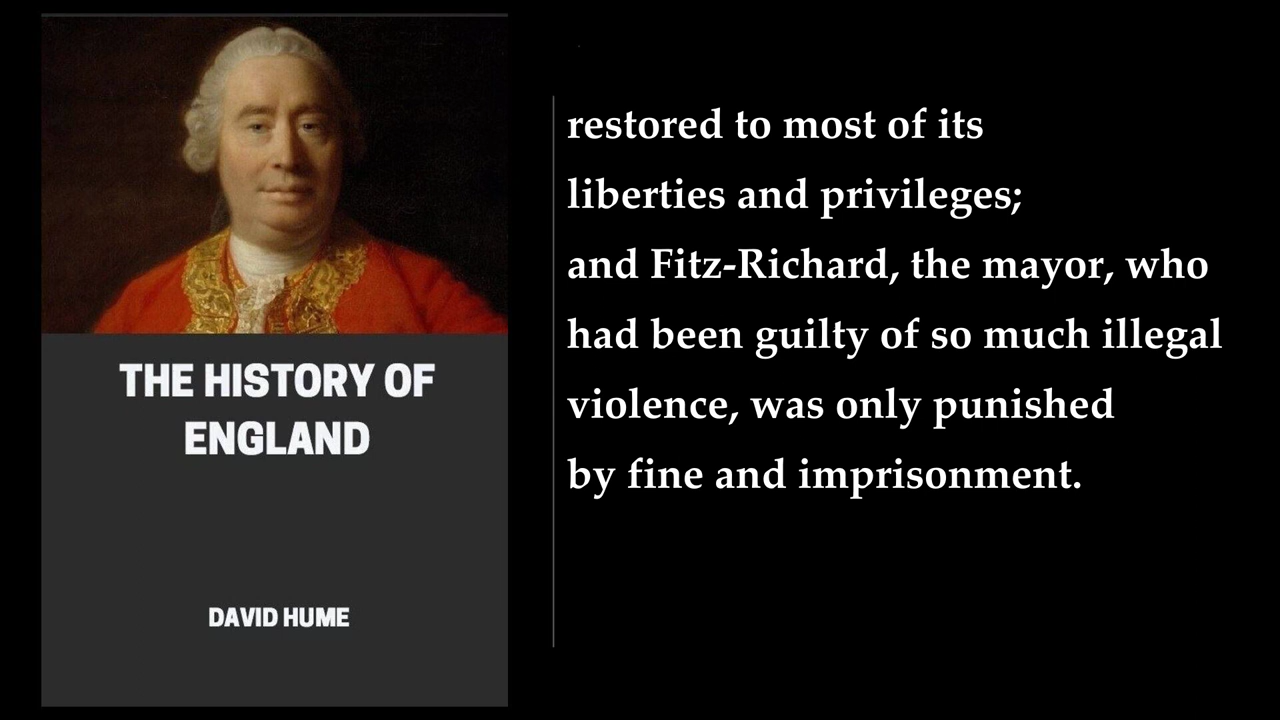 THE HISTORY OF
ENGLAND
DAVID HUME
restored to most of its
liberties and privileges;
and Fitz-Richard, the mayor, who
had been guilty of so much illegal
violence, was only punished
by fine and imprisonment.